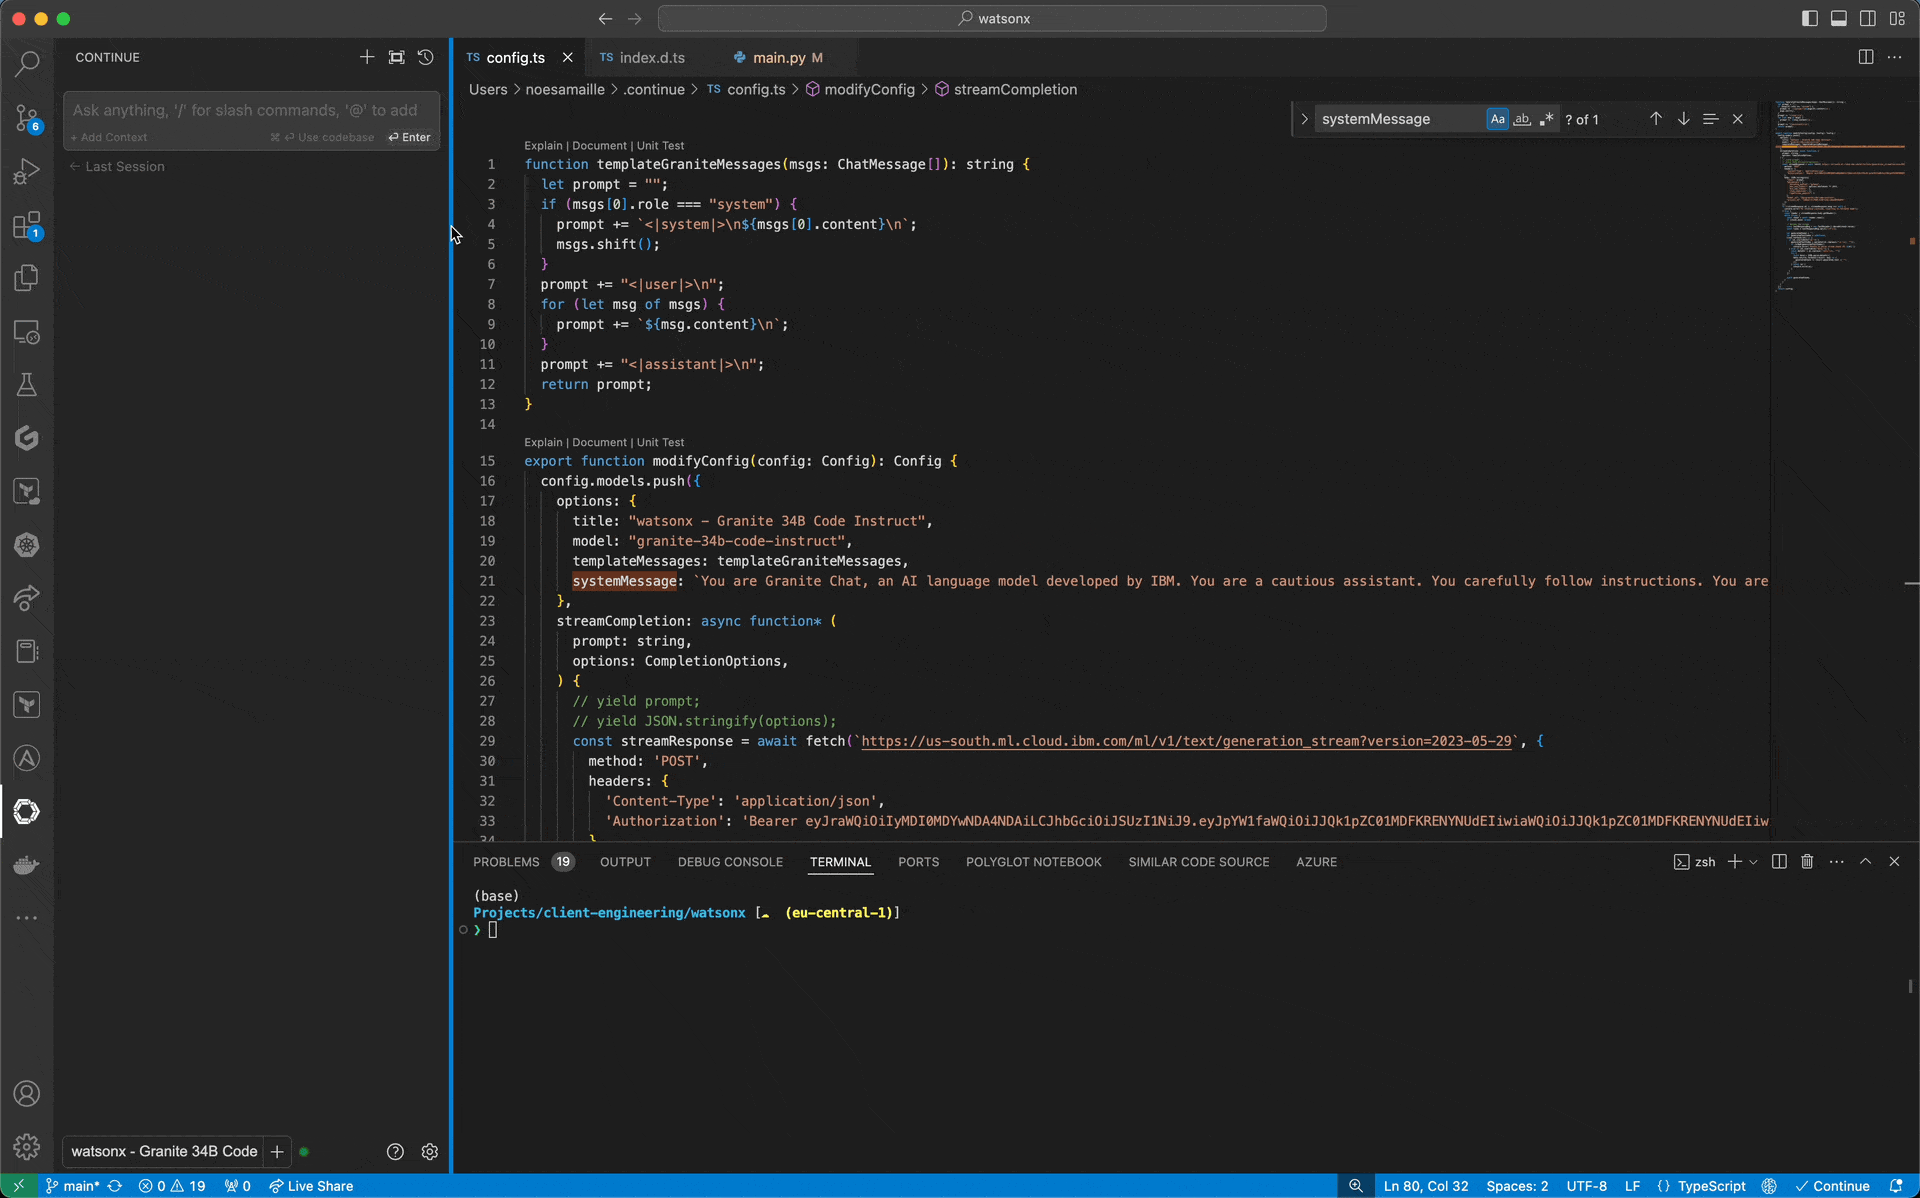 watsonx
CONTINUE
Ask anything, '/' for slash commands, '@' to add
+ Add Context
⌘ ⏎ Use codebase
⏎ Enter
← Last Session
TS config.ts
TS index.d.ts
main.py M
Users > noesamaille > .continue > TS config.ts > modifyConfig > streamCompletion
systemMessage
Aa
ab
.*
? of 1
Explain | Document | Unit Test
1 function templateGraniteMessages(msgs: ChatMessage[]): string {
2 let prompt = "";
3 if (msgs[0].role === "system") {
4 prompt += `<|system|>\n${msgs[0].content}\n`;
5 msgs.shift();
6 }
7 prompt += "<|user|>\n";
8 for (let msg of msgs) {
9 prompt += `${msg.content}\n`;
10 }
11 prompt += "<|assistant|>\n";
12 return prompt;
13 }
14
Explain | Document | Unit Test
15 export function modifyConfig(config: Config): Config {
16 config.models.push({
17 options: {
18 title: "watsonx – Granite 34B Code Instruct",
19 model: "granite-34b-code-instruct",
20 templateMessages: templateGraniteMessages,
21 systemMessage: `You are Granite Chat, an AI language model developed by IBM. You are a cautious assistant. You carefully follow instructions. You are
22 },
23 streamCompletion: async function* (
24 prompt: string,
25 options: CompletionOptions,
26 ) {
27 // yield prompt;
28 // yield JSON.stringify(options);
29 const streamResponse = await fetch(`https://us-south.ml.cloud.ibm.com/ml/v1/text/generation_stream?version=2023-05-29`, {
30 method: 'POST',
31 headers: {
32 'Content-Type': 'application/json',
33 'Authorization': 'Bearer
34 }
PROBLEMS 19
OUTPUT
DEBUG CONSOLE
TERMINAL
PORTS
POLYGLOT NOTEBOOK
SIMILAR CODE SOURCE
AZURE
zsh
(base)
Projects/client-engineering/watsonx [☁ (eu-central-1)]
❯
6
1
watsonx - Granite 34B Code
main*
0
19
0
Live Share
Ln 80, Col 32
Spaces: 2
UTF-8
LF
{} TypeScript
Continue